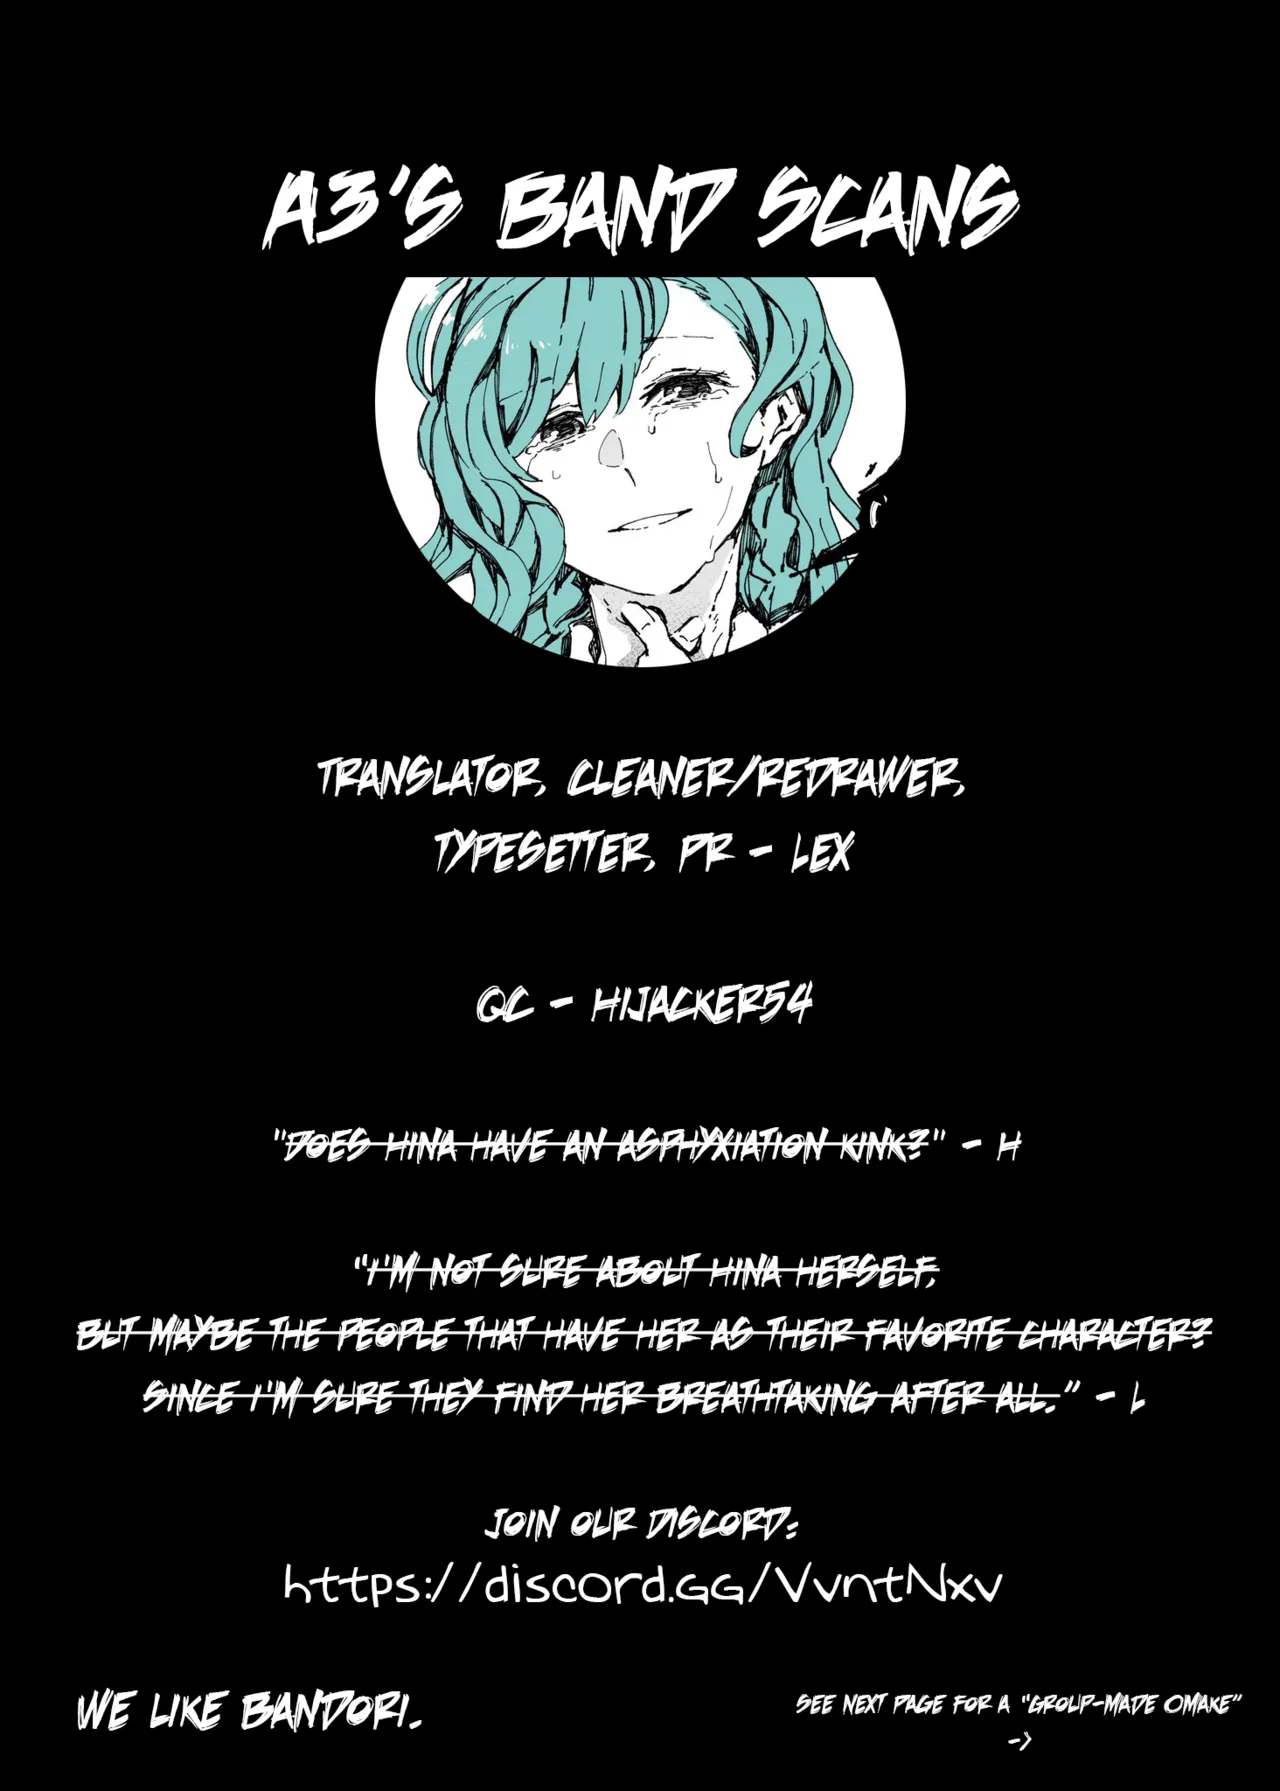 A3'S BAND SCANS
TRANSLATOR, CLEANER/REDRAWER,
TYPESETTER, PR - LEX
QC - HIJACKER54
"DOES HINA HAVE AN ASPHYXIATION KINK?" - H
"I'M NOT SURE ABOUT HINA HERSELF,
BUT MAYBE THE PEOPLE THAT HAVE HER AS THEIR FAVORITE CHARACTER?
SINCE I'M SURE THEY FIND HER BREATHTAKING AFTER ALL." - L
JOIN OUR DISCORD:
https://discord.gg/VvntNxv
WE LIKE BANDORI.
SEE NEXT PAGE FOR A "GROUP-MADE OMAKE"
->